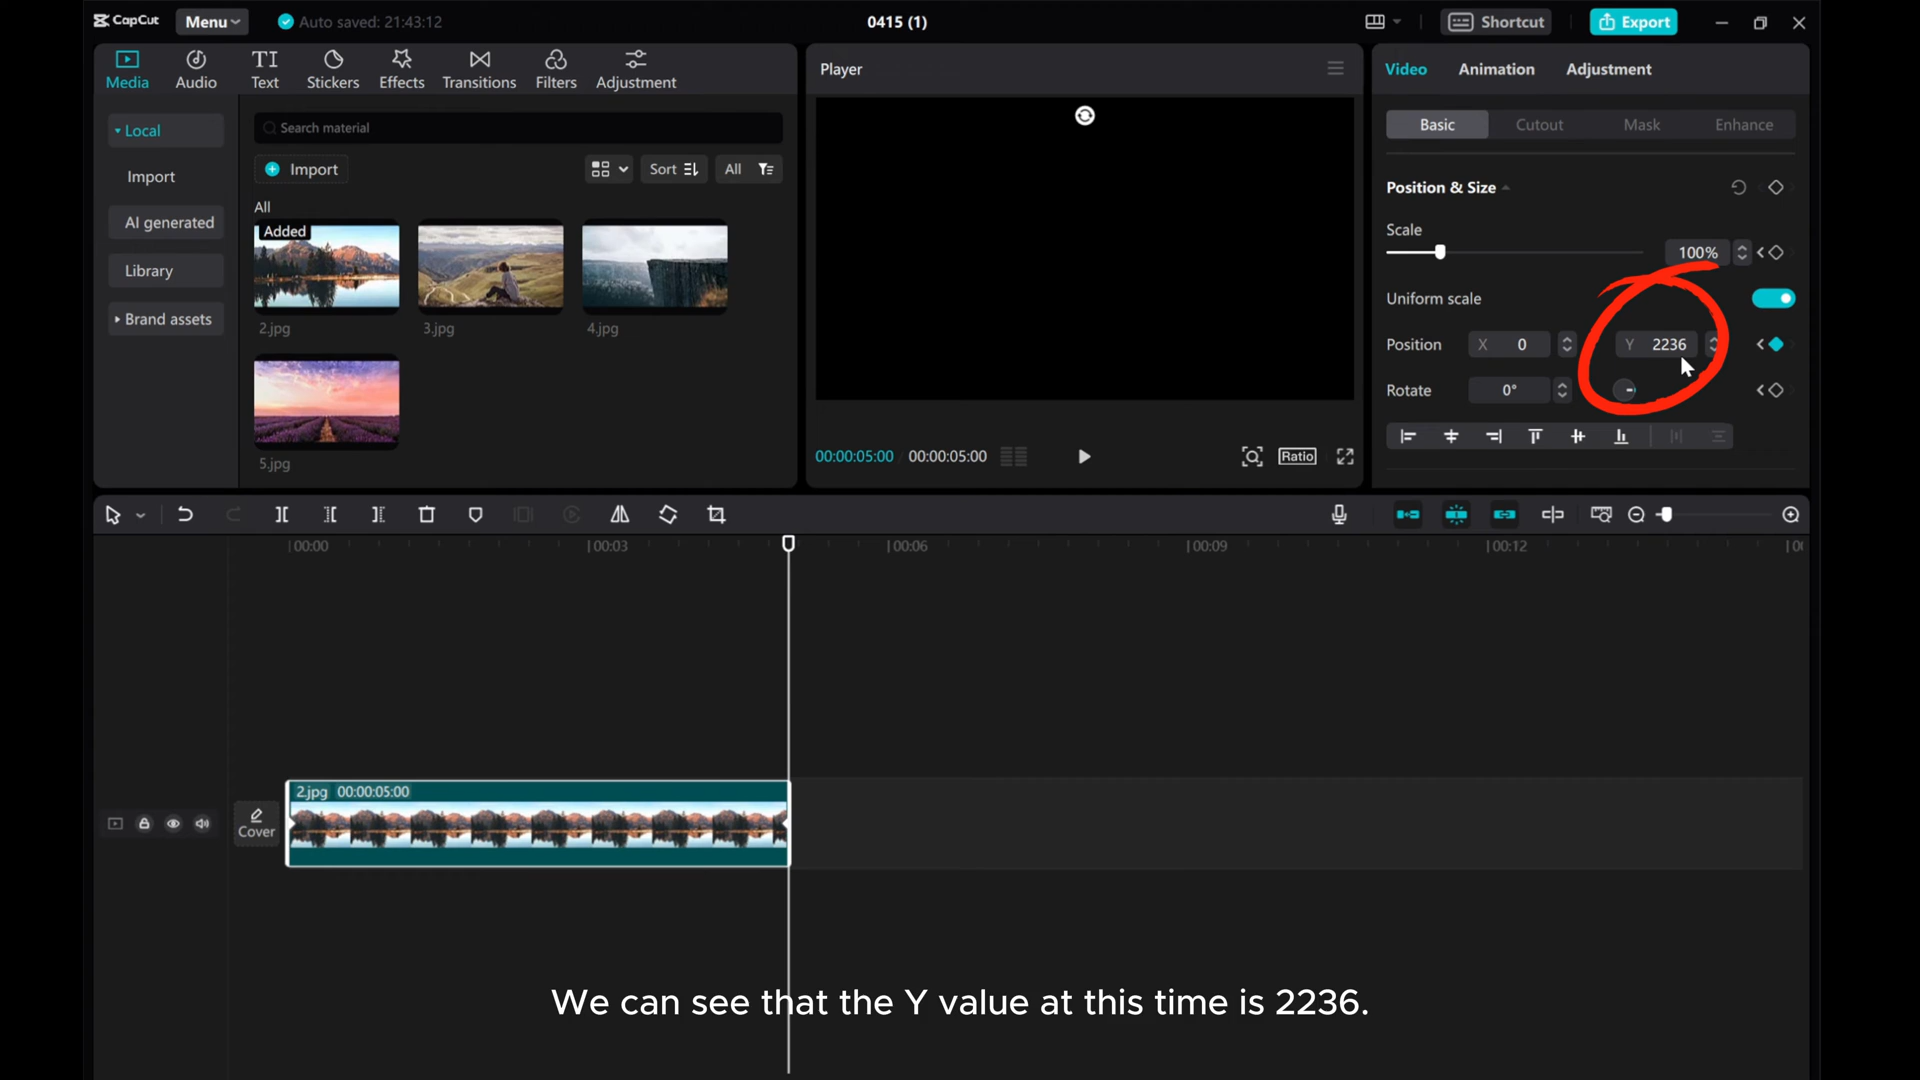 CapCut Menu Auto saved: 21:43:12 0415 (1) Shortcut Export
Media Audio Text Stickers Effects Transitions Filters Adjustment
Local
Import
AI generated
Library
Brand assets
Search material
Import Sort All
All
Added
2.jpg 3.jpg 4.jpg
5.jpg
Player
00:00:05:00 00:00:05:00 Ratio
Video Animation Adjustment
Basic Cutout Mask Enhance
Position & Size
Scale
100%
Uniform scale
Position X 0 Y 2236
Rotate 0°
00:00 00:03 00:06 00:09 00:12
2.jpg 00:00:05:00
Cover
We can see that the Y value at this time is 2236.